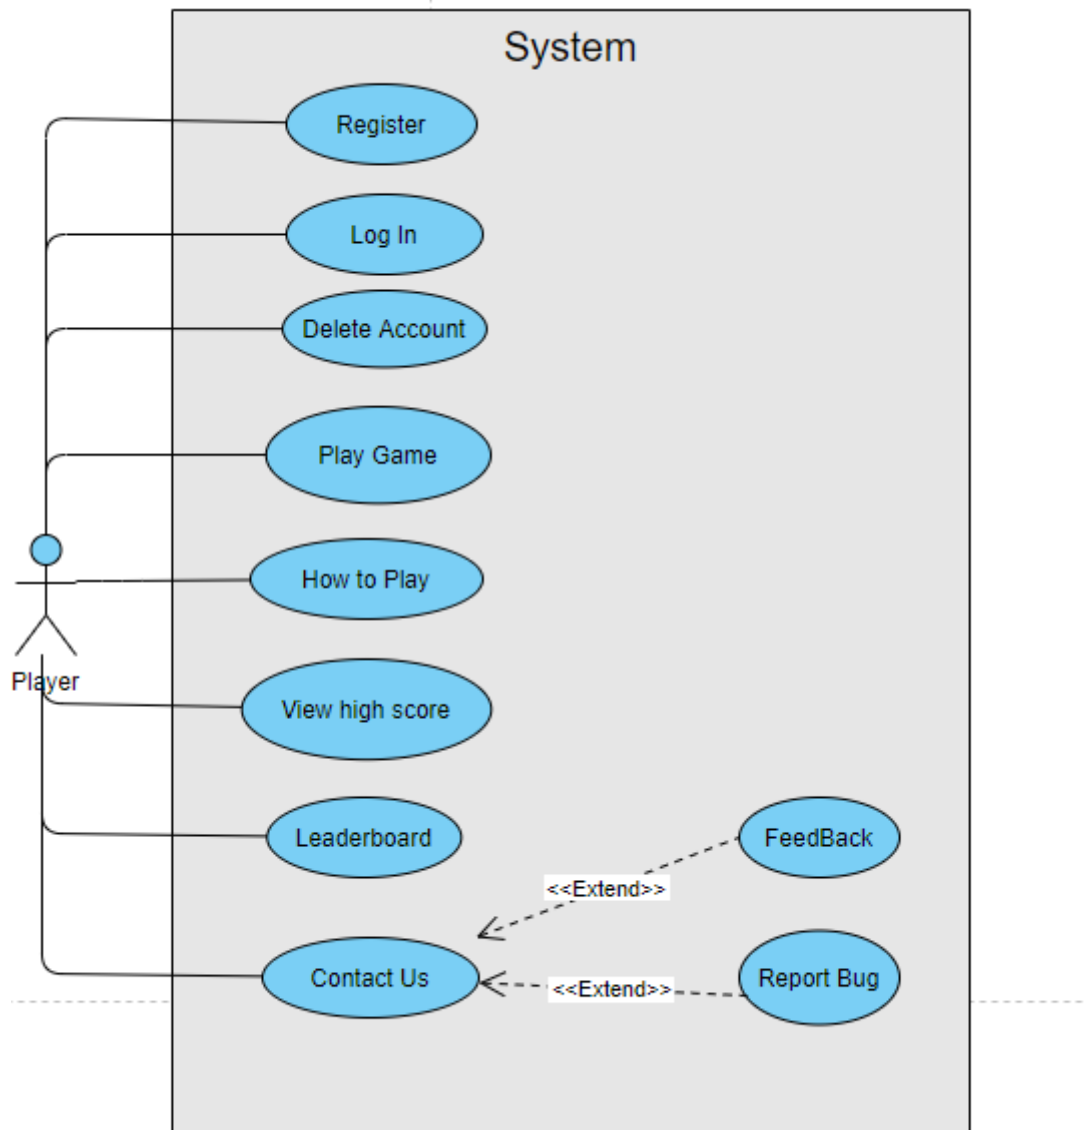 System
Register
Log In
Delete Account
Play Game
How to Play
Player
View high score
Leaderboard
FeedBack
<<Extend>>
Contact Us
<<Extend>>
Report Bug